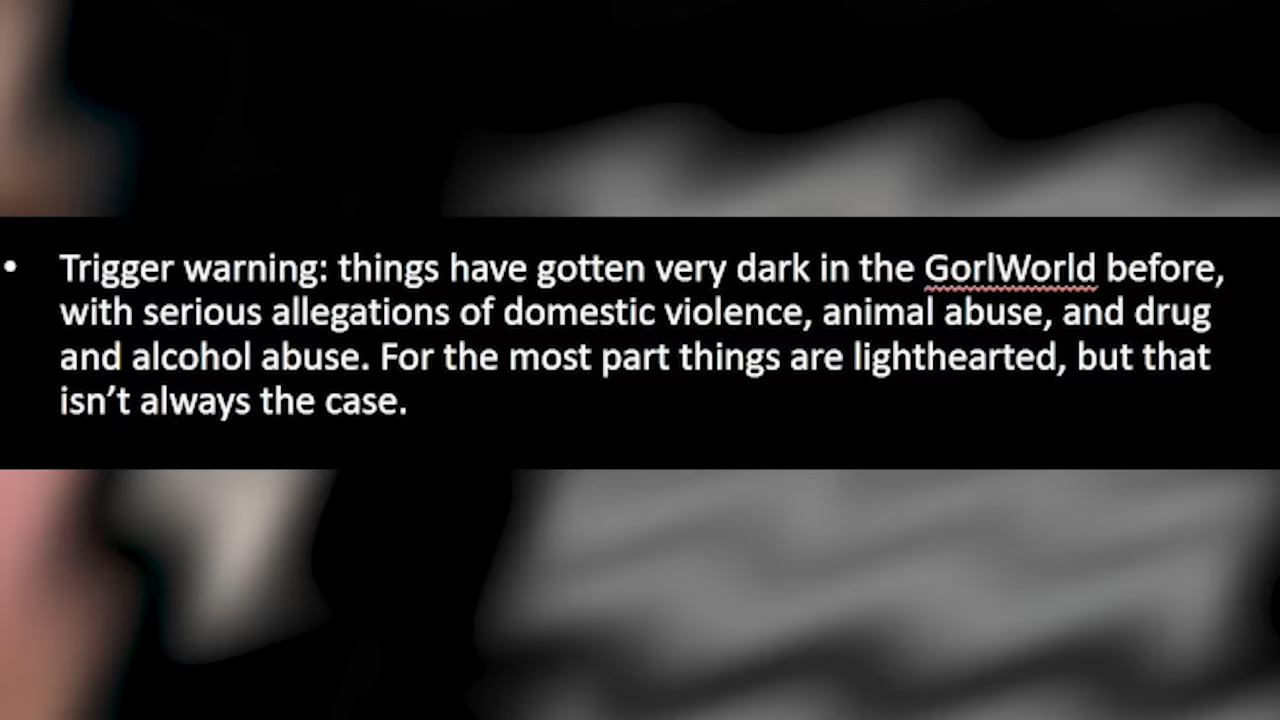 • Trigger warning: things have gotten very dark in the GorlWorld before,
with serious allegations of domestic violence, animal abuse, and drug
and alcohol abuse. For the most part things are lighthearted, but that
isn’t always the case.